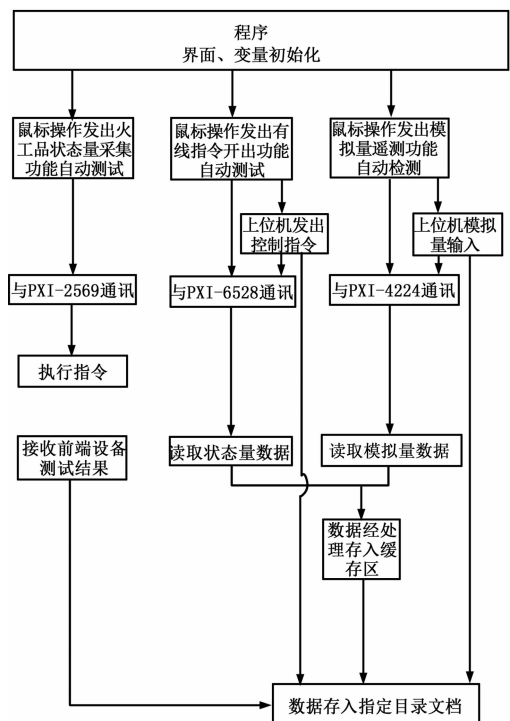 程序
界面、变量初始化
鼠标操作发出火
工品状态量采集
功能自动测试
鼠标操作发出有
线指令开出功能
自动测试
鼠标操作发出模
拟量遥测功能
自动检测
上位机发出
控制指令
上位机模拟
量输入
与PXI-2569通讯
与PXI-6528通讯
与PXI-4224通讯
执行指令
接收前端设备
测试结果
读取状态量数据
读取模拟量数据
数据经处
理存入缓
存区
数据存入指定目录文档